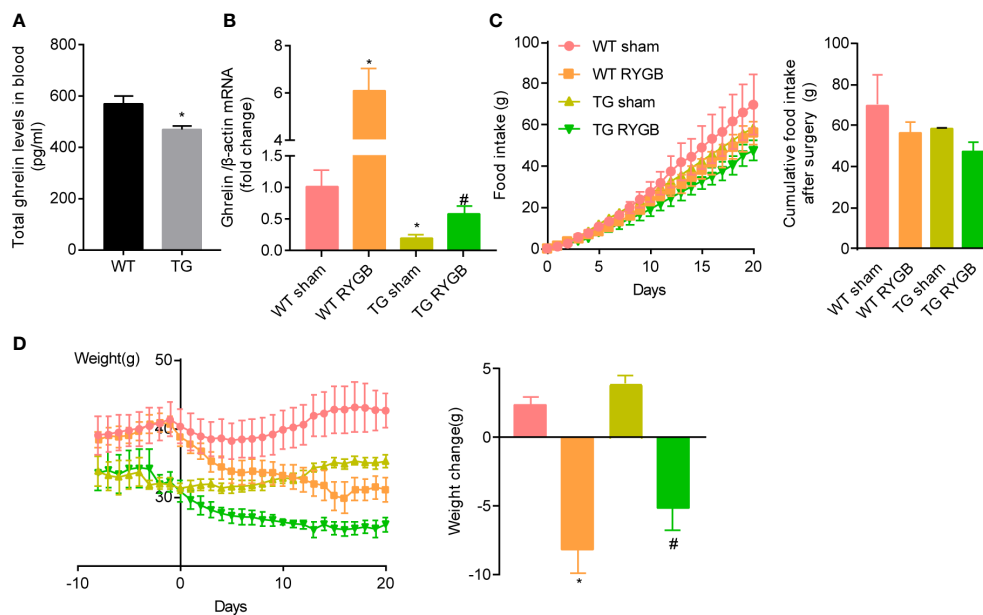 A
Total ghrelin levels in blood
(pg/ml)
800
600
400
200
0
*
WT
TG
B
Ghrelin /β-actin mRNA
(fold change)
8
6
4
1.0
0.5
0.0
*
*
#
WT sham
WT RYGB
TG sham
TG RYGB
C
Food intake (g)
100
80
60
40
20
0
WT sham
WT RYGB
TG sham
TG RYGB
0
5
10
15
20
Days
Cumulative food intake
after surgery (g)
100
80
60
40
20
0
WT sham
WT RYGB
TG sham
TG RYGB
D
Weight(g)
50
40
30
-10
0
10
20
Days
Weight change(g)
5
0
-5
-10
*
#